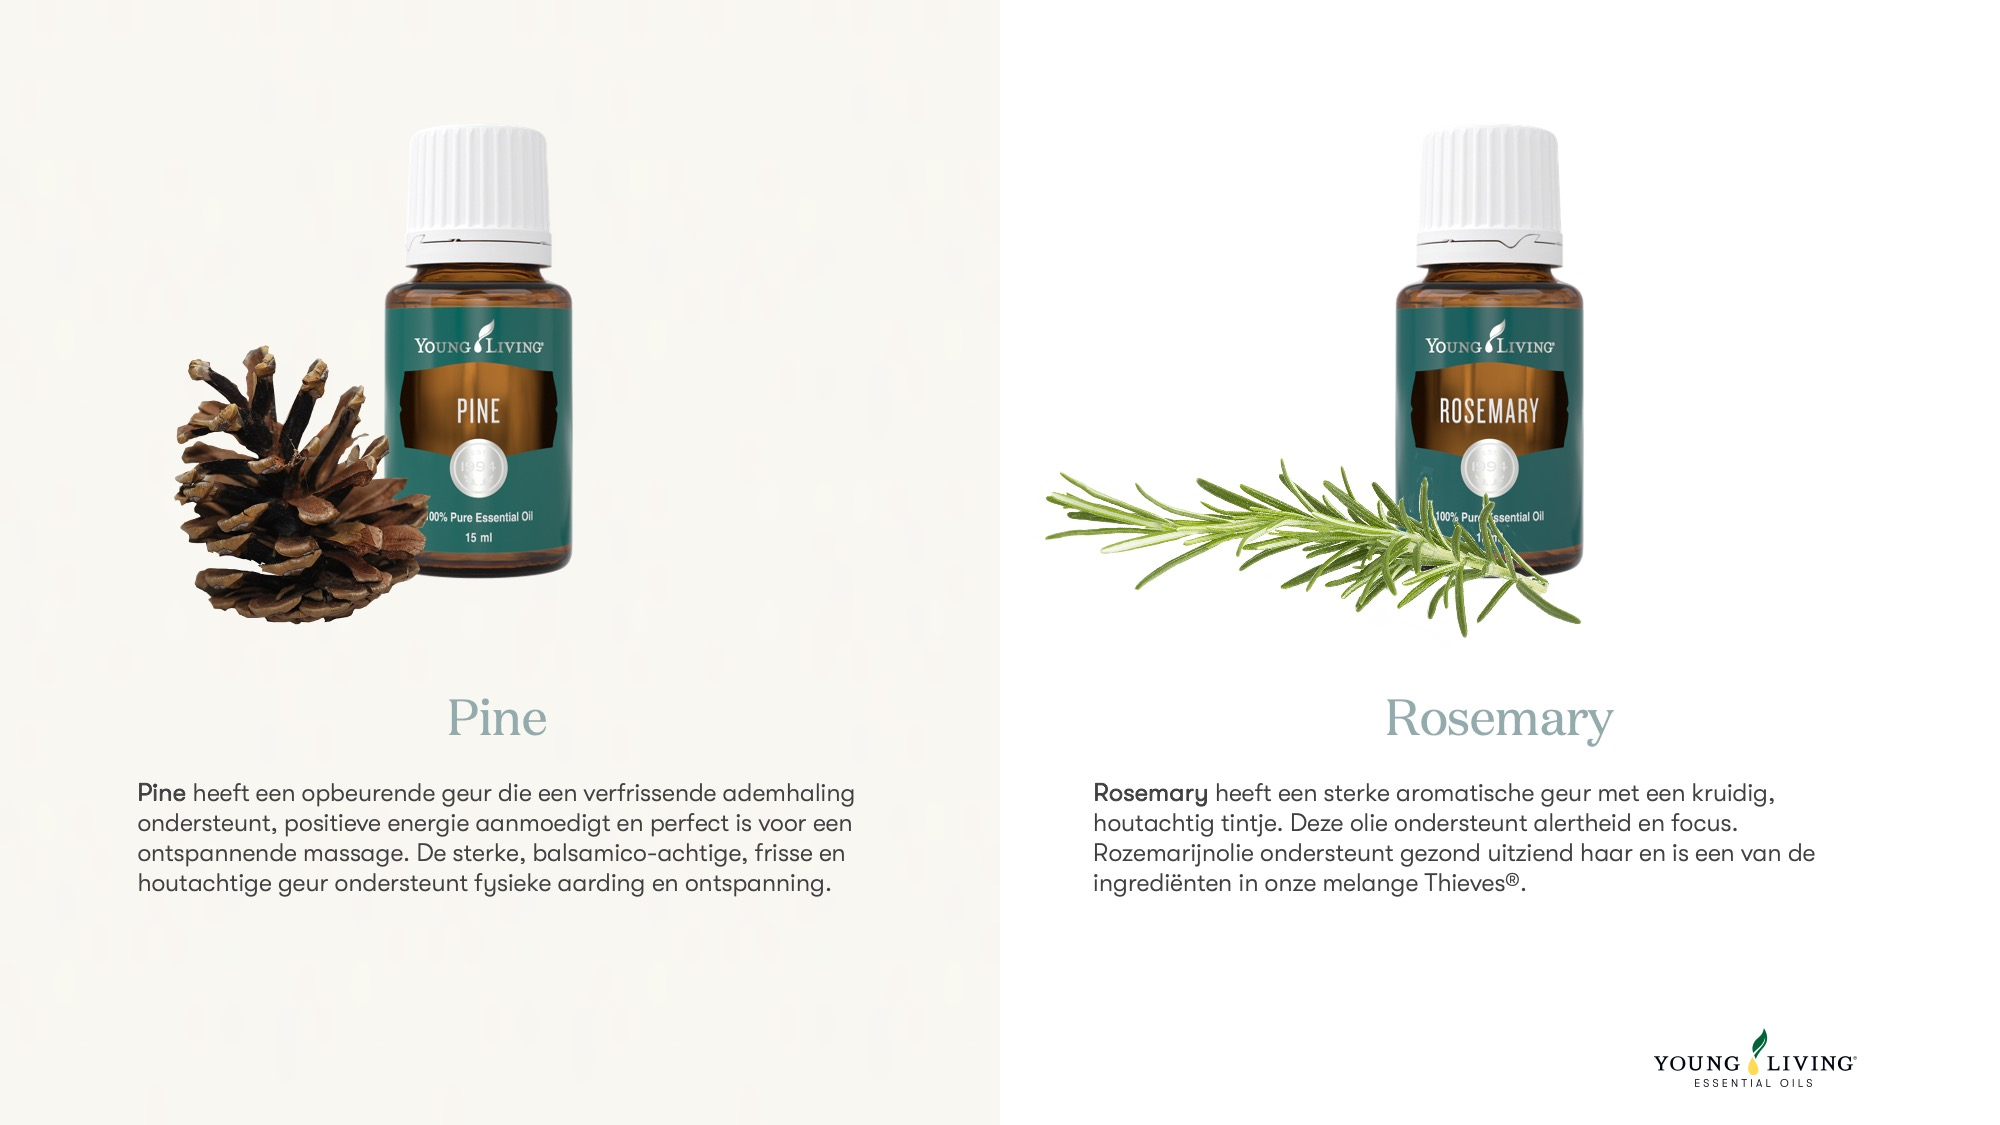 YOUNG LIVING
PINE
1994
100% Pure Essential Oil
15 ml
Pine
Pine heeft een opbeurende geur die een verfrissende ademhaling
ondersteunt, positieve energie aanmoedigt en perfect is voor een
ontspannende massage. De sterke, balsamico-achtige, frisse en
houtachtige geur ondersteunt fysieke aarding en ontspanning.
YOUNG LIVING
ROSEMARY
1994
100% Pure Essential Oil
Rosemary
Rosemary heeft een sterke aromatische geur met een kruidig,
houtachtig tintje. Deze olie ondersteunt alertheid en focus.
Rozemarijnolie ondersteunt gezond uitziend haar en is een van de
ingrediënten in onze melange Thieves®.
YOUNG LIVING
ESSENTIAL OILS